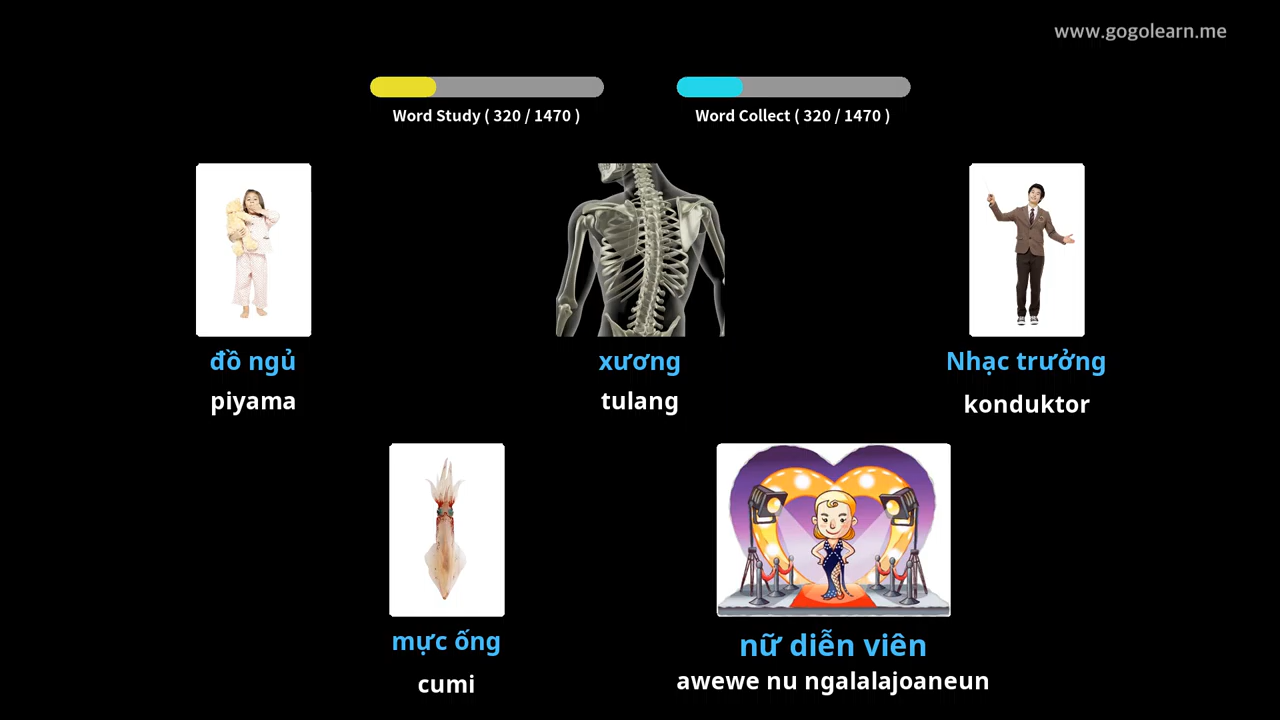 www.gogolearn.me
Word Study ( 320 / 1470 )
Word Collect ( 320 / 1470 )
đồ ngủ
piyama
xương
tulang
Nhạc trưởng
konduktor
mực ống
cumi
nữ diễn viên
awewe nu ngalalajoaneun